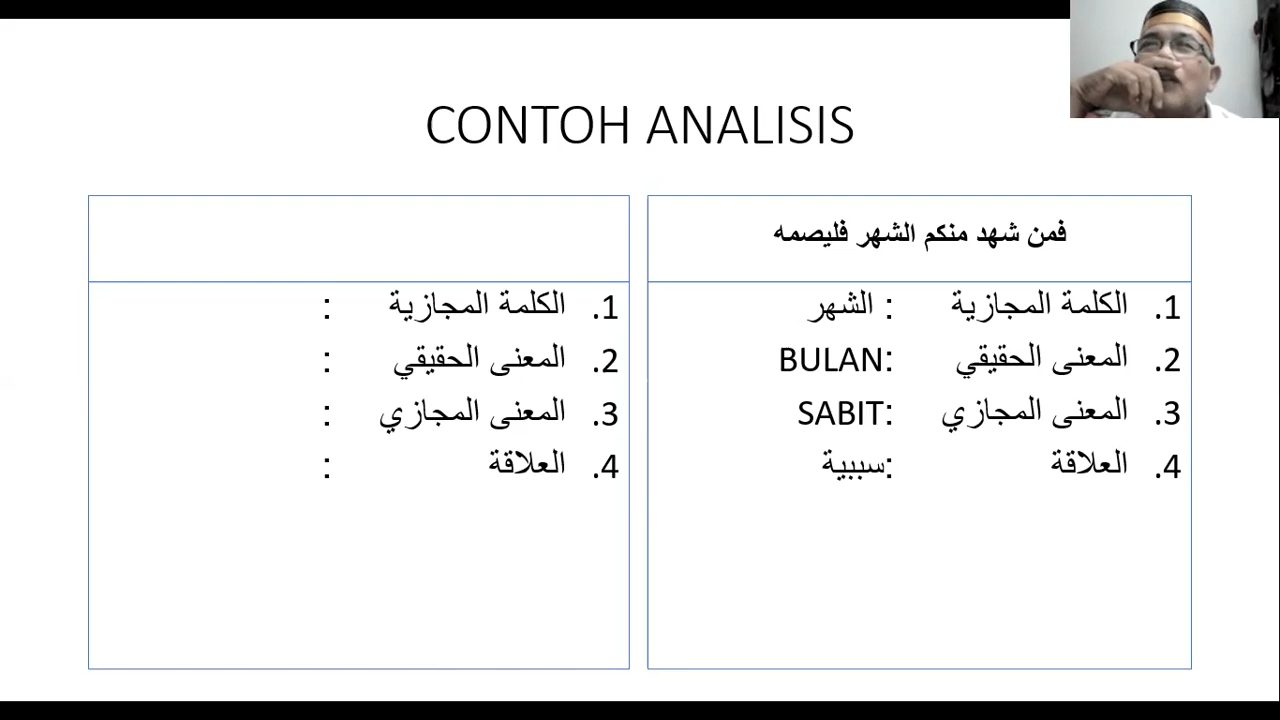 CONTOH ANALISIS
فمن شهد منكم الشهر فليصمه
1. الكلمة المجازية : الشهر
2. المعنى الحقيقي :BULAN
3. المعنى المجازي :SABIT
4. العلاقة :سببية
1. الكلمة المجازية :
2. المعنى الحقيقي :
3. المعنى المجازي :
4. العلاقة :